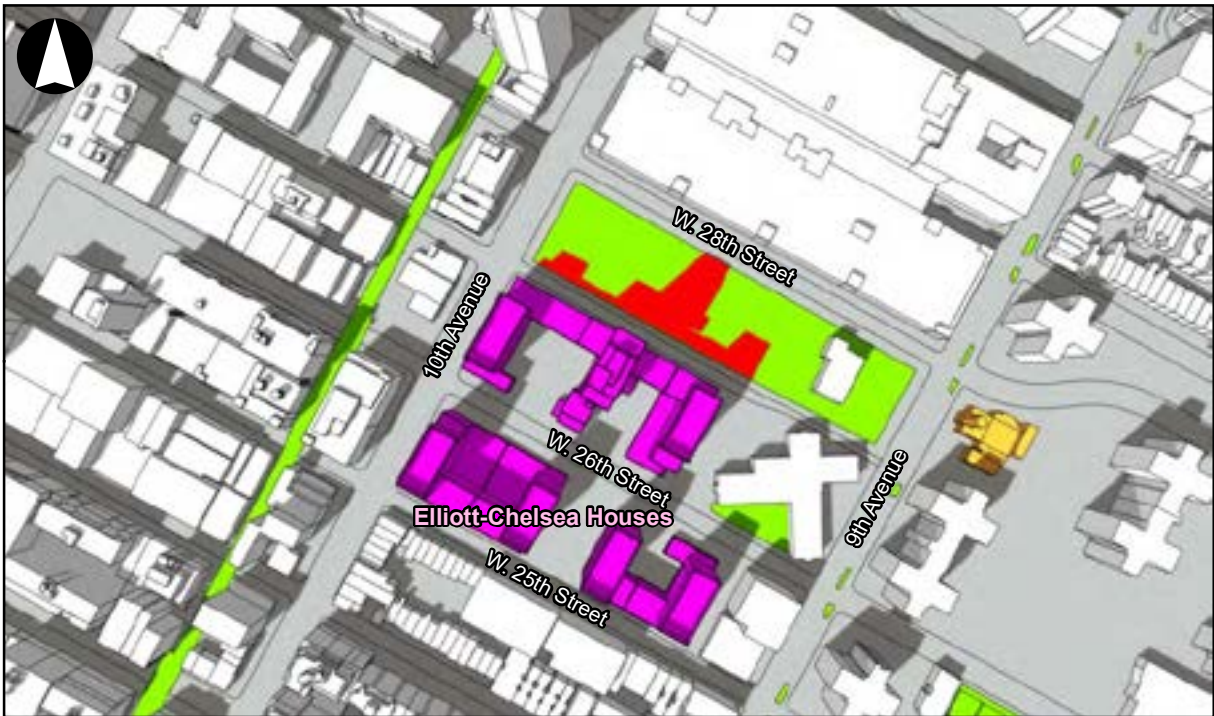 W. 28th Street
10th Avenue
W. 26th Street
9th Avenue
Elliott-Chelsea Houses
W. 25th Street